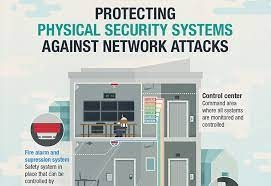 PROTECTING
PHYSICAL SECURITY SYSTEMS
AGAINST NETWORK ATTACKS
Control center
Command area
where all systems
are monitored and
controlled
Fire alarm and
supression system
Safety system in
place that can be
controlled by